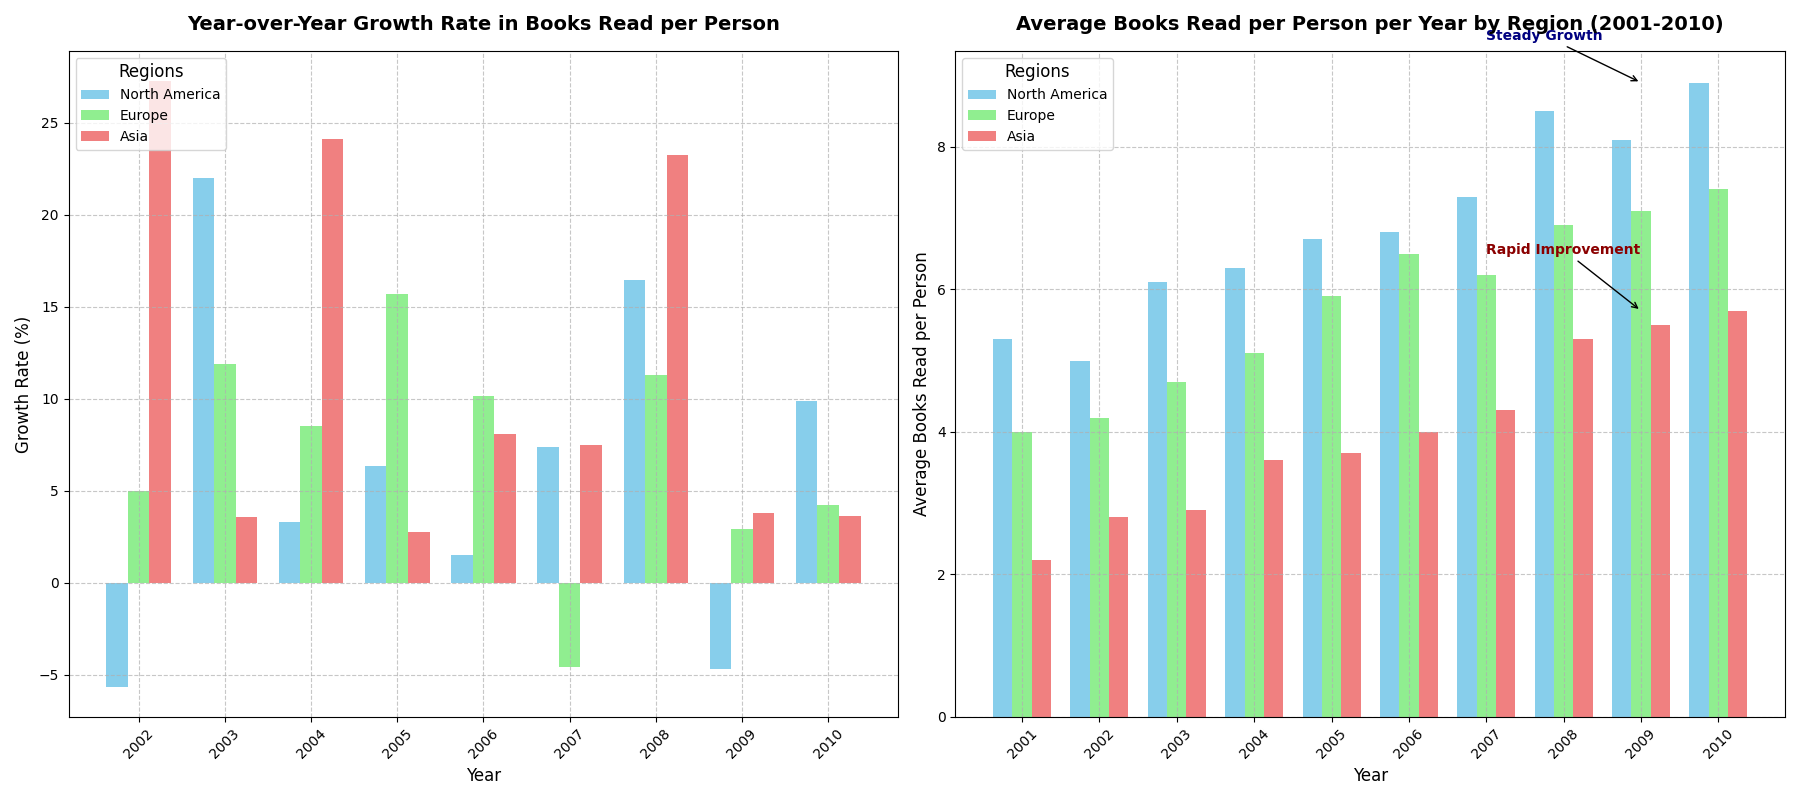 Year-over-Year Growth Rate in Books Read per Person
Regions
North America
Europe
Asia
Growth Rate (%)
25
20
15
10
5
0
−5
2002
2003
2004
2005
2006
2007
2008
2009
2010
Year
Average Books Read per Person per Year by Region (2001-2010)
Steady Growth
Regions
North America
Europe
Asia
Rapid Improvement
Average Books Read per Person
8
6
4
2
0
2001
2002
2003
2004
2005
2006
2007
2008
2009
2010
Year